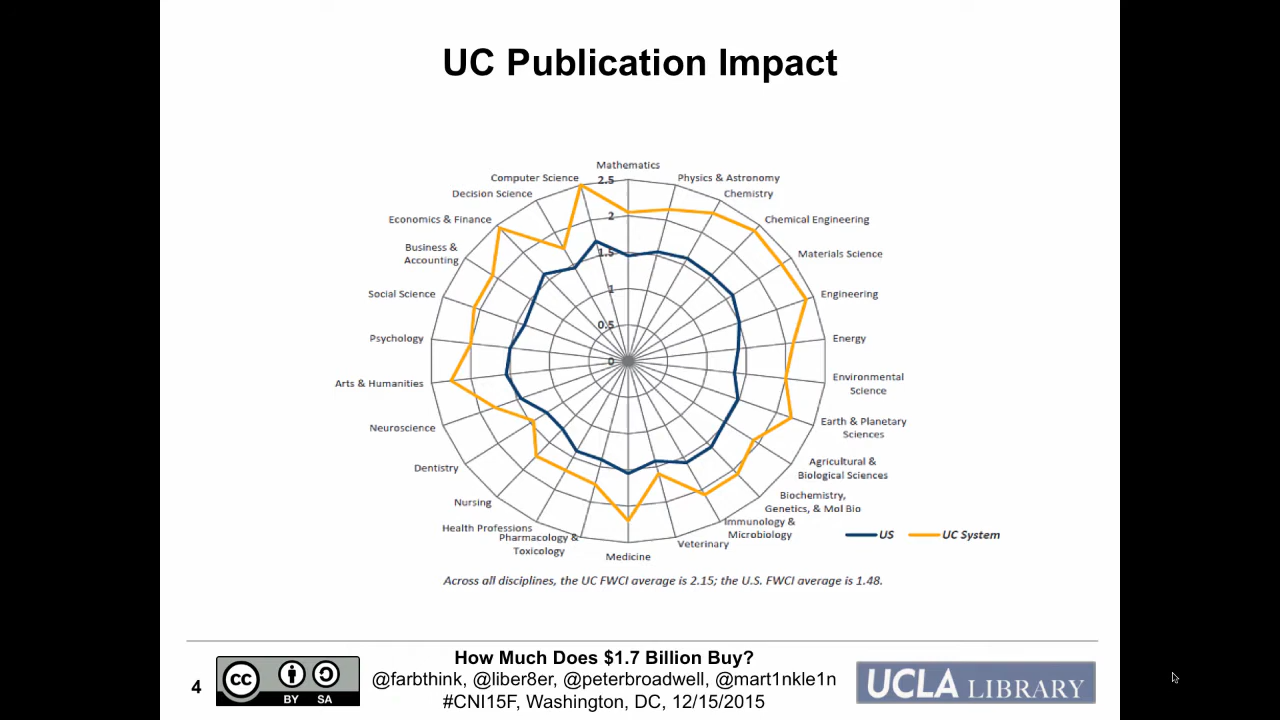 UC Publication Impact
Mathematics
Computer Science
2.5
Physics & Astronomy
Decision Science
Chemistry
Economics & Finance
2
Chemical Engineering
Business &
Accounting
1.5
Materials Science
Social Science
1
Engineering
Psychology
0.5
Energy
0
Arts & Humanities
Environmental
Science
Neuroscience
Earth & Planetary
Sciences
Dentistry
Agricultural &
Biological Sciences
Nursing
Biochemistry,
Genetics, & Mol Bio
Health Professions
Immunology &
Microbiology
Pharmacology &
Toxicology
Veterinary
Medicine
US
UC System
Across all disciplines, the UC FWCI average is 2.15; the U.S. FWCI average is 1.48.
4
cc
BY SA
How Much Does $1.7 Billion Buy?
@farbthink, @liber8er, @peterbroadwell, @mart1nkle1n
#CNI15F, Washington, DC, 12/15/2015
UCLA LIBRARY